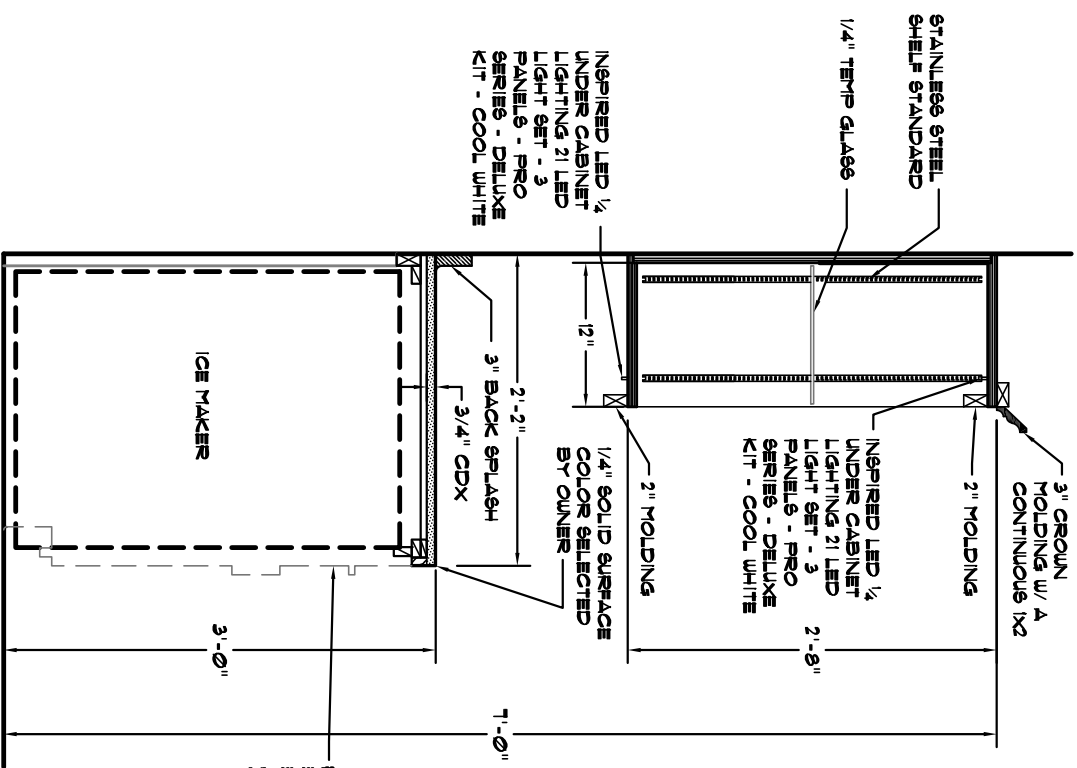 STAINLESS STEEL
SHELF STANDARD
1/4" TEMP GLASS
INSPIRED LED 1/4
UNDER CABINET
LIGHTING 21 LED
LIGHT SET - 3
PANELS - PRO
SERIES - DELUXE
KIT - COOL WHITE
3" CROWN
MOLDING W/ A
CONTINUOUS 1X2
2" MOLDING
INSPIRED LED 1/4
UNDER CABINET
LIGHTING 21 LED
LIGHT SET - 3
PANELS - PRO
SERIES - DELUXE
KIT - COOL WHITE
2" MOLDING
12"
2'-8"
2'-2"
3" BACK SPLASH
3/4" CDX
1/4" SOLID SURFACE
COLOR SELECTED
BY OWNER
ICE MAKER
3'-0"
7'-0"